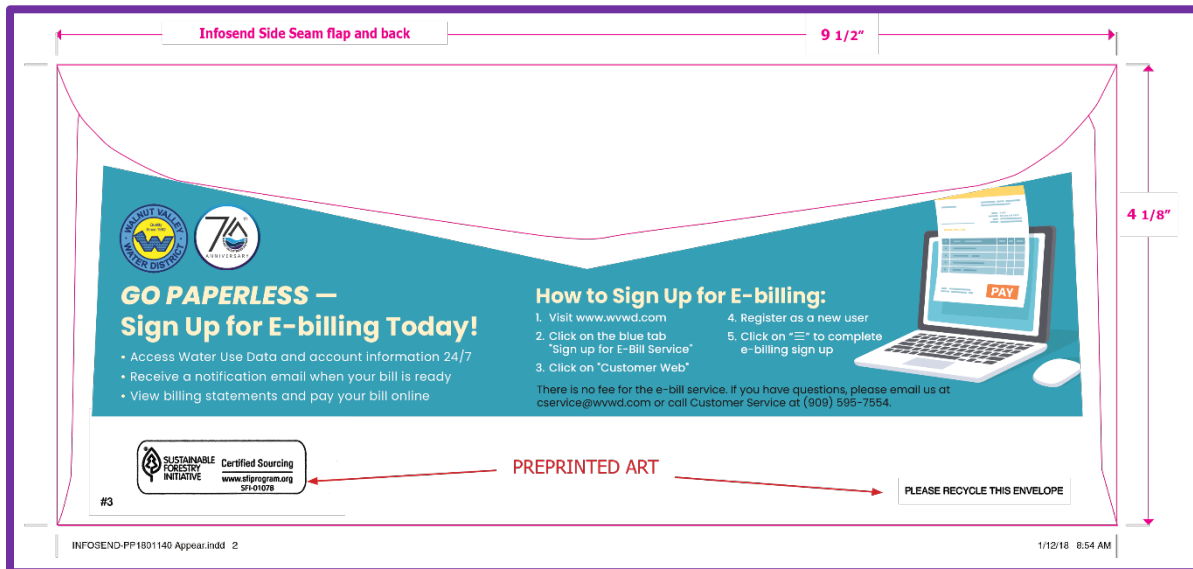 Infosend Side Seam flap and back
9 1/2"
4 1/8"
WALNUT VALLEY
Quality
WATER DISTRICT
70
ANNIVERSARY
GO PAPERLESS —
Sign Up for E-billing Today!
• Access Water Use Data and account information 24/7
• Receive a notification email when your bill is ready
• View billing statements and pay your bill online
How to Sign Up for E-billing:
1. Visit www.wvwd.com
2. Click on the blue tab
"Sign up for E-Bill Service"
3. Click on "Customer Web"
4. Register as a new user
5. Click on "☰" to complete
e-billing sign up
There is no fee for the e-bill service. If you have questions, please email us at
cservice@wvwd.com or call Customer Service at (909) 595-7554.
PAY
SUSTAINABLE
FORESTRY
INITIATIVE
Certified Sourcing
www.sfiprogram.org
SFI-01078
PREPRINTED ART
PLEASE RECYCLE THIS ENVELOPE
#3
INFOSEND-PP1801140 Appear.indd 2
1/12/18 8:54 AM